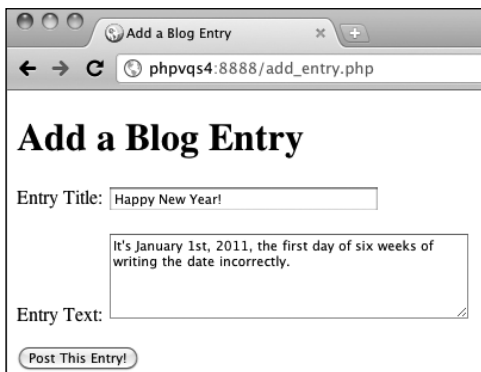 Add a Blog Entry
phpvqs4:8888/add_entry.php
Add a Blog Entry
Entry Title: Happy New Year!
It's January 1st, 2011, the first day of six weeks of
writing the date incorrectly.
Entry Text:
Post This Entry!